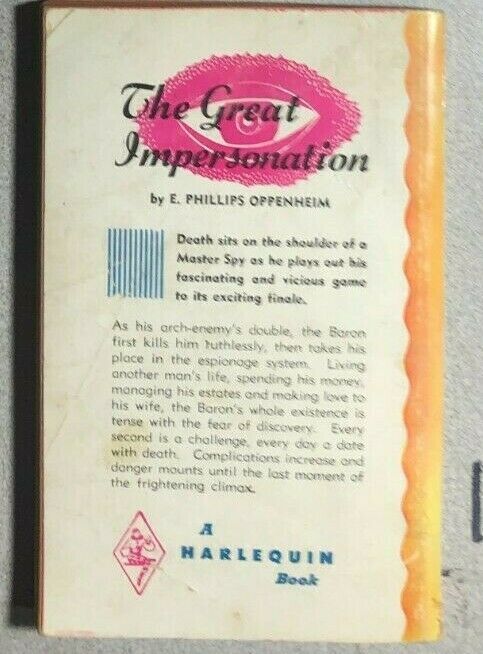 The Great
Impersonation
by E. PHILLIPS OPPENHEIM
Death sits on the shoulder of a
Master Spy as he plays out his
fascinating and vicious game
to its exciting finale.
As his arch-enemy's double, the Baron
first kills him ruthlessly, then takes his
place in the espionage system. Living
another man's life, spending his money,
managing his estates and making love to
his wife, the Baron's whole existence is
tense with the fear of discovery. Every
second is a challenge, every day a date
with death. Complications increase and
danger mounts until the last moment of
the frightening climax.
A
HARLEQUIN
Book